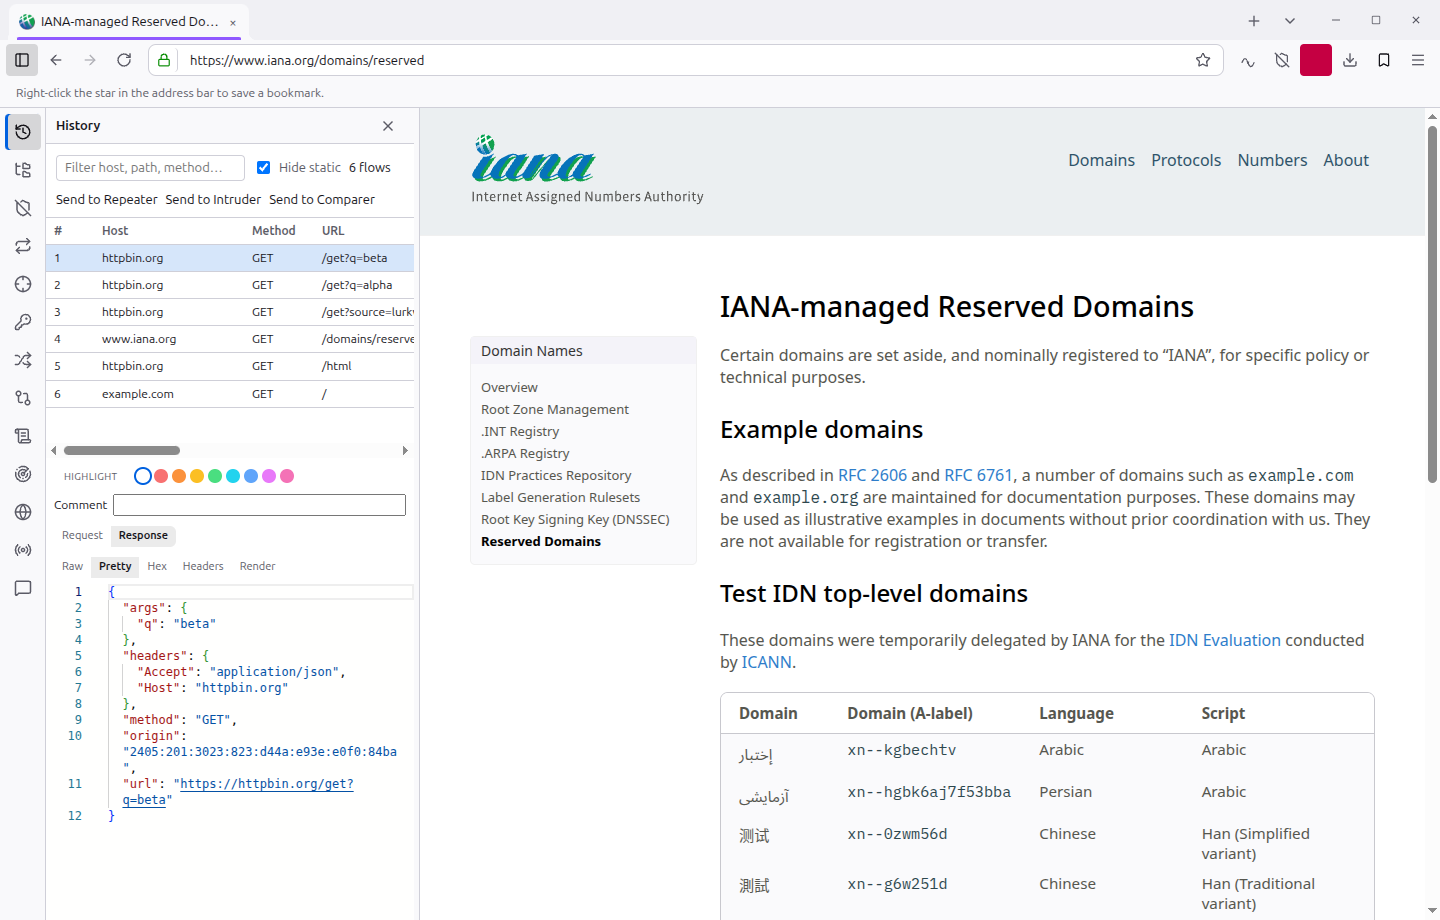 IANA-managed Reserved Do…
https://www.iana.org/domains/reserved
Right-click the star in the address bar to save a bookmark.
History
Filter host, path, method…
Hide static
6 flows
Send to Repeater
Send to Intruder
Send to Comparer
# Host Method URL
1 httpbin.org GET /get?q=beta
2 httpbin.org GET /get?q=alpha
3 httpbin.org GET /get?source=lurk
4 www.iana.org GET /domains/reserve
5 httpbin.org GET /html
6 example.com GET /
HIGHLIGHT
Comment
Request Response
Raw Pretty Hex Headers Render
1 {
2 "args": {
3 "q": "beta"
4 },
5 "headers": {
6 "Accept": "application/json",
7 "Host": "httpbin.org"
8 },
9 "method": "GET",
10 "origin":
"2405:201:3023:823:d44a:e93e:e0f0:84ba
",
11 "url": "https://httpbin.org/get?
q=beta"
12 }
iana
Internet Assigned Numbers Authority
Domains Protocols Numbers About
Domain Names
Overview
Root Zone Management
.INT Registry
.ARPA Registry
IDN Practices Repository
Label Generation Rulesets
Root Key Signing Key (DNSSEC)
Reserved Domains
IANA-managed Reserved Domains
Certain domains are set aside, and nominally registered to “IANA”, for specific policy or
technical purposes.
Example domains
As described in RFC 2606 and RFC 6761, a number of domains such as example.com
and example.org are maintained for documentation purposes. These domains may
be used as illustrative examples in documents without prior coordination with us. They
are not available for registration or transfer.
Test IDN top-level domains
These domains were temporarily delegated by IANA for the IDN Evaluation conducted
by ICANN.
Domain Domain (A-label) Language Script
إختبار xn--kgbechtv Arabic Arabic
آزمایشی xn--hgbk6aj7f53bba Persian Arabic
测试 xn--0zwm56d Chinese Han (Simplified
variant)
測試 xn--g6w251d Chinese Han (Traditional
variant)